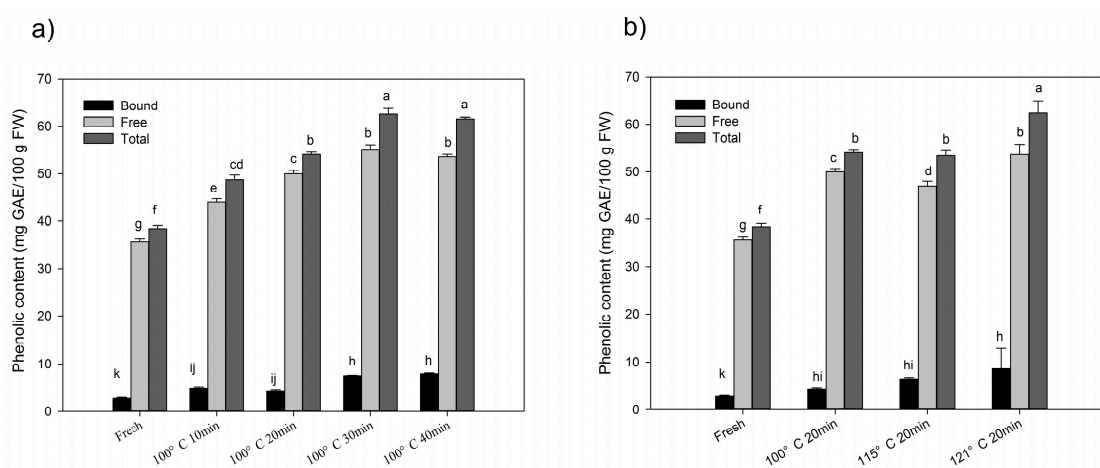 a)
70
60
50
40
30
20
10
0
Phenolic content (mg GAE/100 g FW)
Bound
Free
Total
k
g
f
ij
e
cd
ij
c
b
h
b
a
h
b
a
Fresh
100° C 10min
100° C 20min
100° C 30min
100° C 40min
b)
70
60
50
40
30
20
10
0
Phenolic content (mg GAE/100 g FW)
Bound
Free
Total
k
g
f
hi
c
b
hi
d
b
h
b
a
Fresh
100° C 20min
115° C 20min
121° C 20min